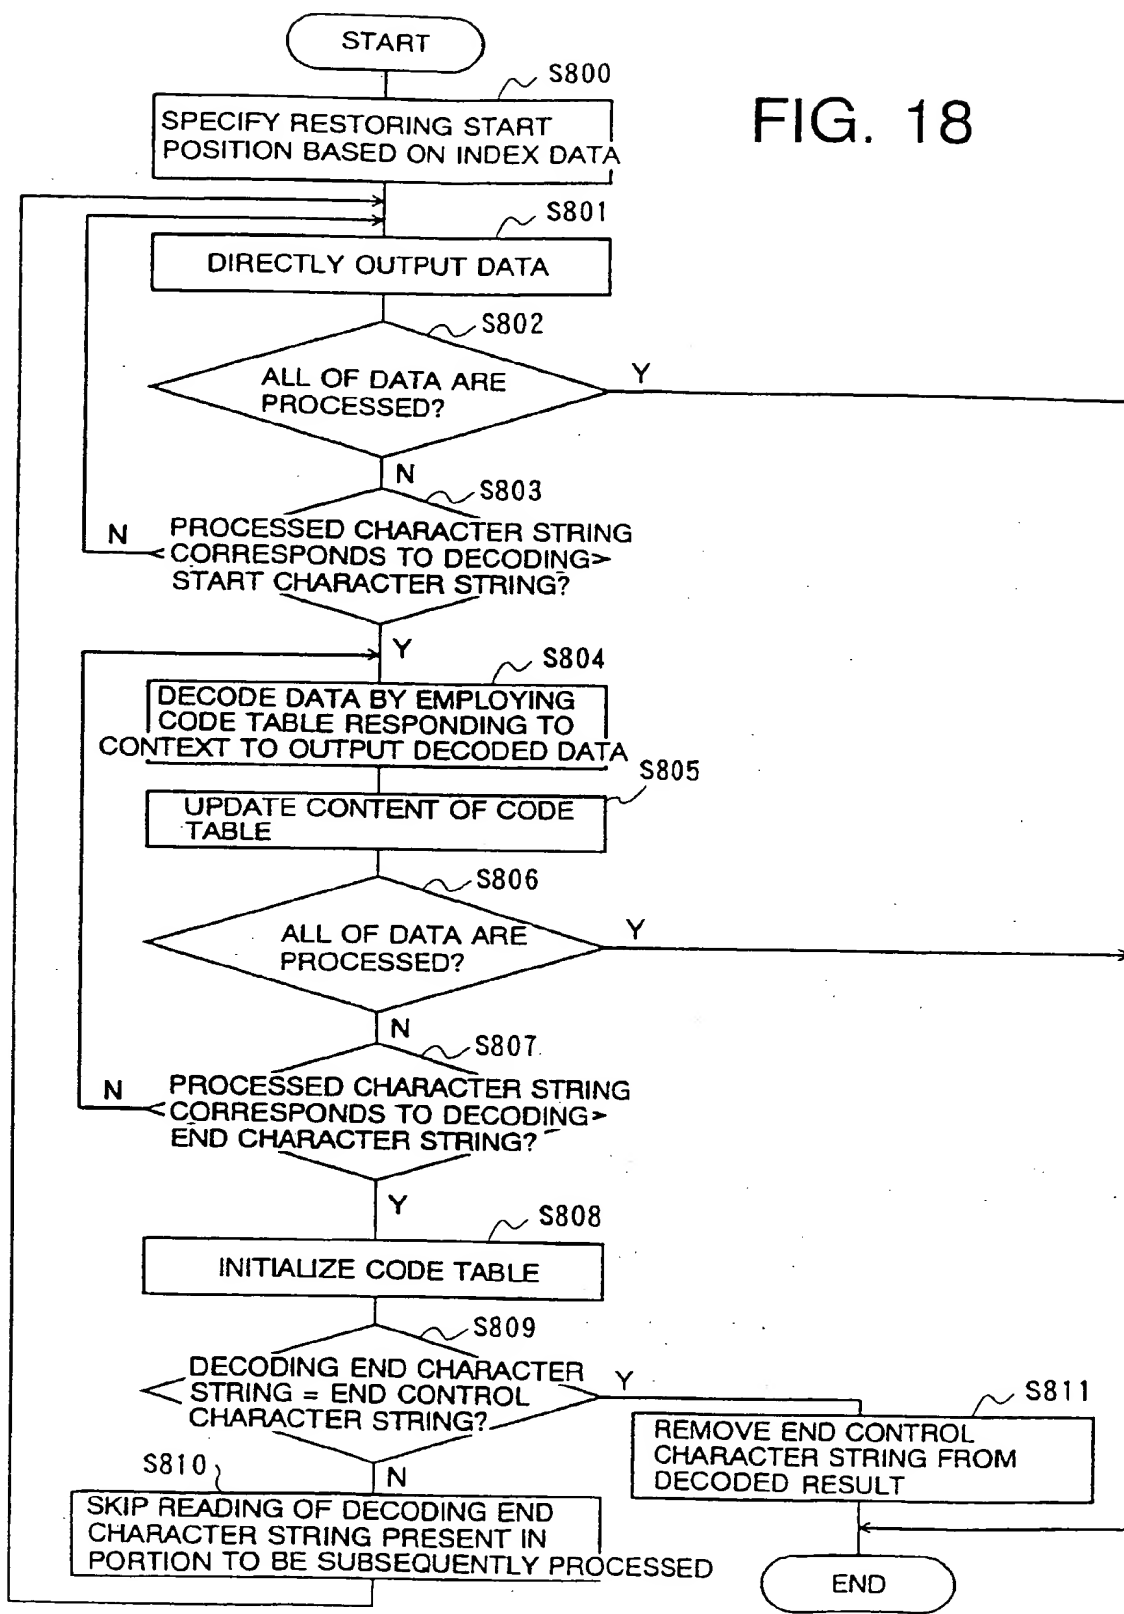 START
FIG. 18
S800
SPECIFY RESTORING START
POSITION BASED ON INDEX DATA
S801
DIRECTLY OUTPUT DATA
S802
ALL OF DATA ARE
PROCESSED?
Y
N
S803
PROCESSED CHARACTER STRING
CORRESPONDS TO DECODING
START CHARACTER STRING?
N
Y
S804
DECODE DATA BY EMPLOYING
CODE TABLE RESPONDING TO
CONTEXT TO OUTPUT DECODED DATA
S805
UPDATE CONTENT OF CODE
TABLE
S806
ALL OF DATA ARE
PROCESSED?
Y
N
S807
PROCESSED CHARACTER STRING
CORRESPONDS TO DECODING
END CHARACTER STRING?
N
Y
S808
INITIALIZE CODE TABLE
S809
DECODING END CHARACTER
STRING = END CONTROL
CHARACTER STRING?
Y
N
S811
REMOVE END CONTROL
CHARACTER STRING FROM
DECODED RESULT
S810
SKIP READING OF DECODING END
CHARACTER STRING PRESENT IN
PORTION TO BE SUBSEQUENTLY PROCESSED
END